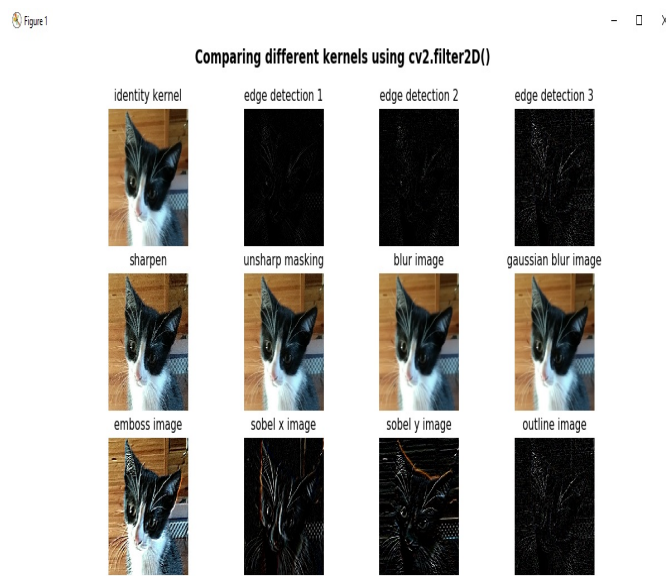 Figure 1
Comparing different kernels using cv2.filter2D()
identity kernel edge detection 1 edge detection 2 edge detection 3
sharpen unsharp masking blur image gaussian blur image
emboss image sobel x image sobel y image outline image